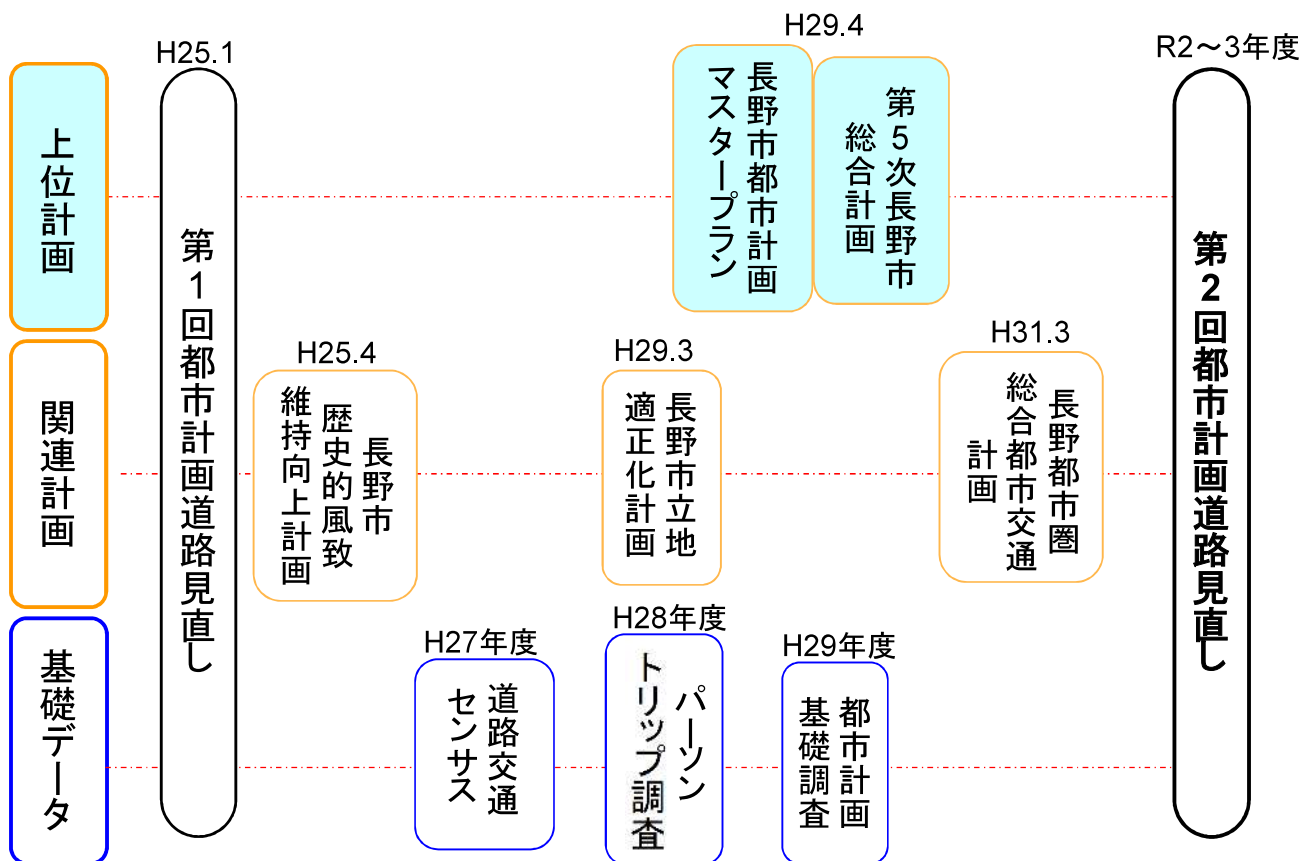 H25.1
H29.4
R2～3年度
上位計画
第1回都市計画道路見直し
長野市都市計画
マスタープラン
第5次長野市
総合計画
第2回都市計画道路見直し
関連計画
H25.4
長野市
歴史的風致
維持向上計画
H29.3
長野市立地
適正化計画
H31.3
長野都市圏
総合都市交通
計画
基礎データ
H27年度
道路交通
センサス
H28年度
パーソン
トリップ調査
H29年度
都市計画
基礎調査